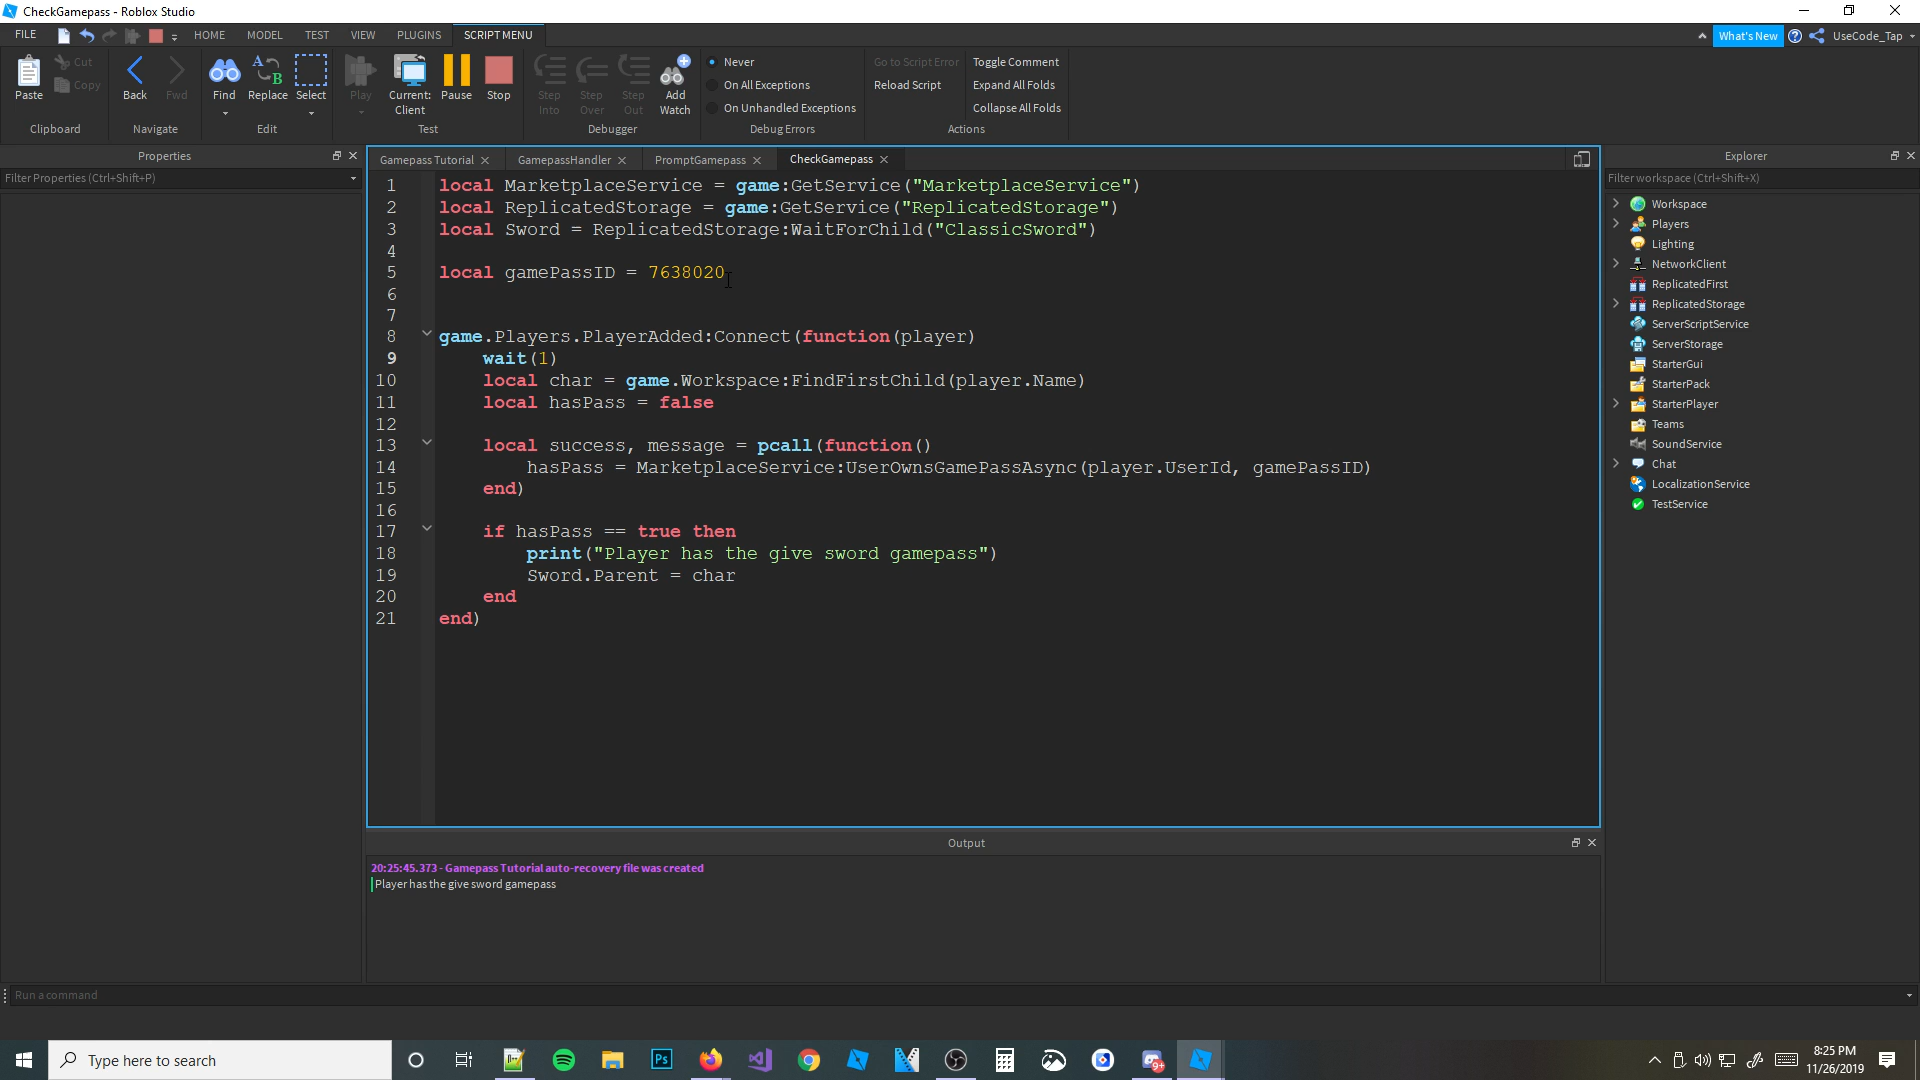 CheckGamepass - Roblox Studio
FILE HOME MODEL TEST VIEW PLUGINS SCRIPT MENU What's New UseCode_Tap
Paste Cut Copy Clipboard
Back Fwd Navigate
Find Replace Select Edit
Play Current: Client Pause Stop Test
Step Into Step Over Step Out Add Watch Debugger
Never
On All Exceptions
On Unhandled Exceptions
Debug Errors
Go to Script Error Toggle Comment
Reload Script Expand All Folds
Collapse All Folds
Actions
Properties
Filter Properties (Ctrl+Shift+P)
Gamepass Tutorial GamepassHandler PromptGamepass CheckGamepass
1 local MarketplaceService = game:GetService("MarketplaceService")
2 local ReplicatedStorage = game:GetService("ReplicatedStorage")
3 local Sword = ReplicatedStorage:WaitForChild("ClassicSword")
4
5 local gamePassID = 7638020
6
7
8 game.Players.PlayerAdded:Connect(function(player)
9 wait(1)
10 local char = game.Workspace:FindFirstChild(player.Name)
11 local hasPass = false
12
13 local success, message = pcall(function()
14 hasPass = MarketplaceService:UserOwnsGamePassAsync(player.UserId, gamePassID)
15 end)
16
17 if hasPass == true then
18 print("Player has the give sword gamepass")
19 Sword.Parent = char
20 end
21 end)
Explorer
Filter workspace (Ctrl+Shift+X)
Workspace
Players
Lighting
NetworkClient
ReplicatedFirst
ReplicatedStorage
ServerScriptService
ServerStorage
StarterGui
StarterPack
StarterPlayer
Teams
SoundService
Chat
LocalizationService
TestService
Output
20:25:45.373 - Gamepass Tutorial auto-recovery file was created
Player has the give sword gamepass
Run a command
Type here to search
Ps
9+
8:25 PM
11/26/2019